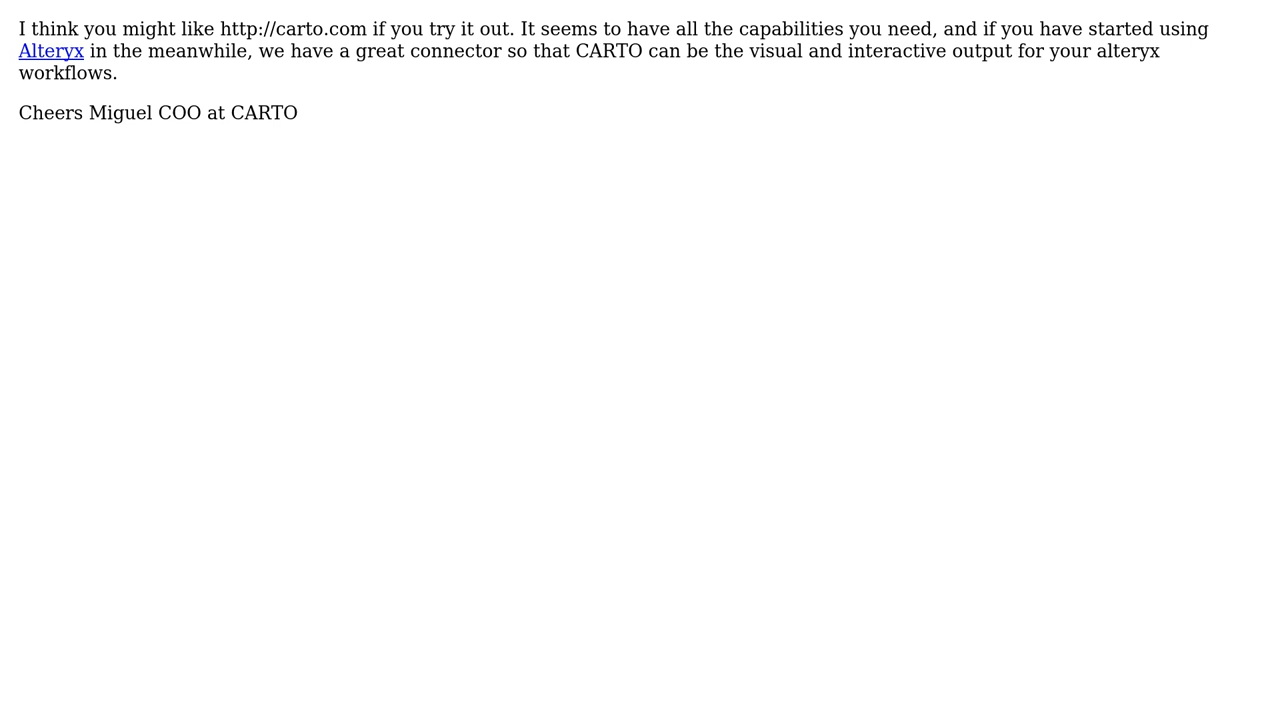 I think you might like http://carto.com if you try it out. It seems to have all the capabilities you need, and if you have started using
Alteryx in the meanwhile, we have a great connector so that CARTO can be the visual and interactive output for your alteryx
workflows.
Cheers Miguel COO at CARTO